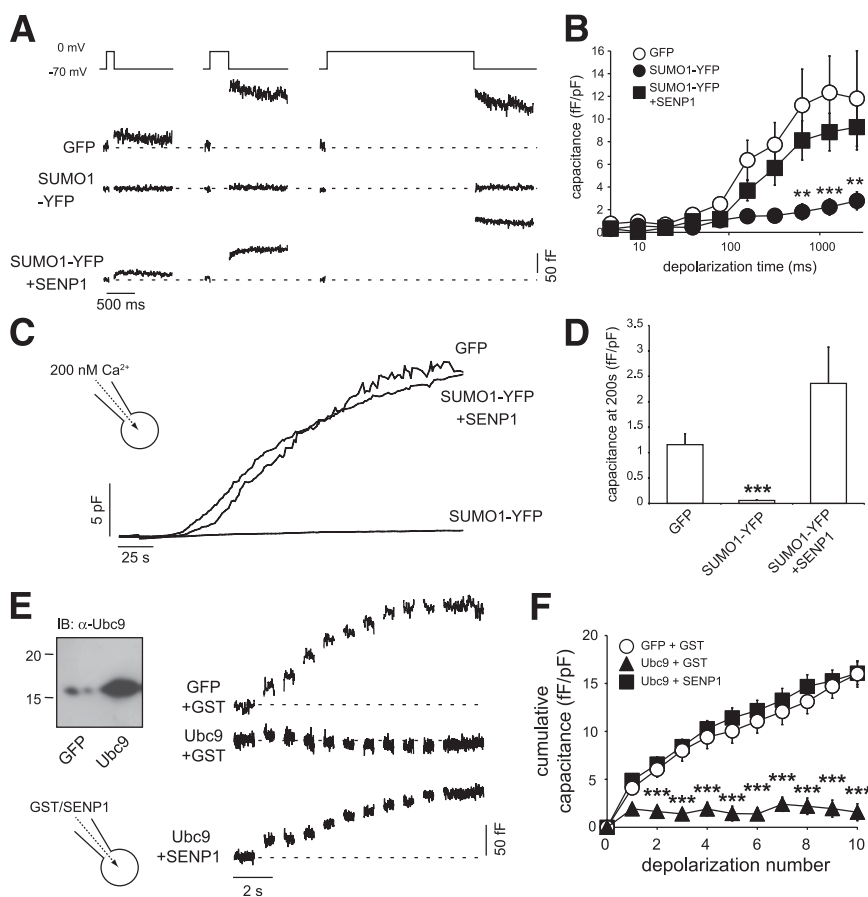 A
0 mV
-70 mV
GFP
SUMO1
-YFP
SUMO1-YFP
+SENP1
500 ms
50 fF
B
GFP
SUMO1-YFP
SUMO1-YFP
+SENP1
capacitance (fF/pF)
16
14
12
10
8
6
4
2
0
** *** **
10 100 1000
depolarization time (ms)
C
200 nM Ca²⁺
GFP
SUMO1-YFP
+SENP1
SUMO1-YFP
5 pF
25 s
D
capacitance at 200s (fF/pF)
3.5
3
2.5
2
1.5
1
0.5
0
***
GFP
SUMO1-YFP
SUMO1-YFP
+SENP1
E
IB: α-Ubc9
20
15
GFP
Ubc9
GST/SENP1
GFP
+GST
Ubc9
+GST
Ubc9
+SENP1
50 fF
2 s
F
GFP + GST
Ubc9 + GST
Ubc9 + SENP1
cumulative
capacitance (fF/pF)
20
15
10
5
0
*** *** *** *** *** *** *** *** ***
0 2 4 6 8 10
depolarization number